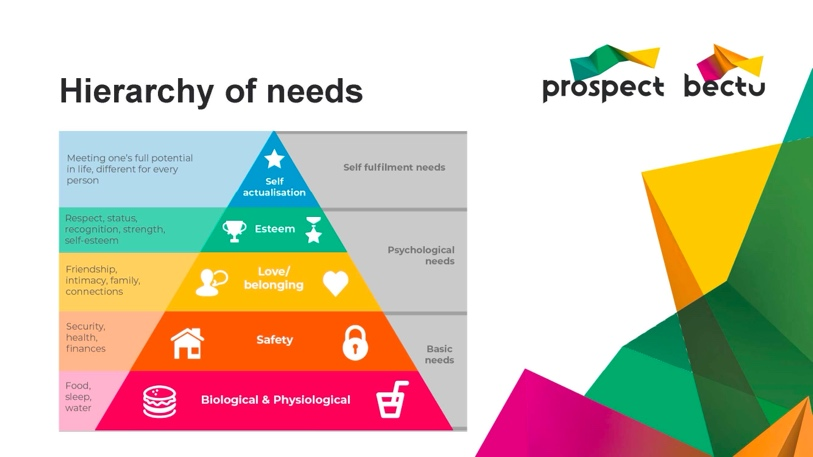 prospect bectu
Hierarchy of needs
Meeting one's full potential
in life, different for every
person
Self
actualisation
Self fulfilment needs
Respect, status,
recognition, strength,
self-esteem
Esteem
Psychological
needs
Friendship,
intimacy, family,
connections
Love/
belonging
Security,
health,
finances
Safety
Basic
needs
Food,
sleep,
water
Biological & Physiological